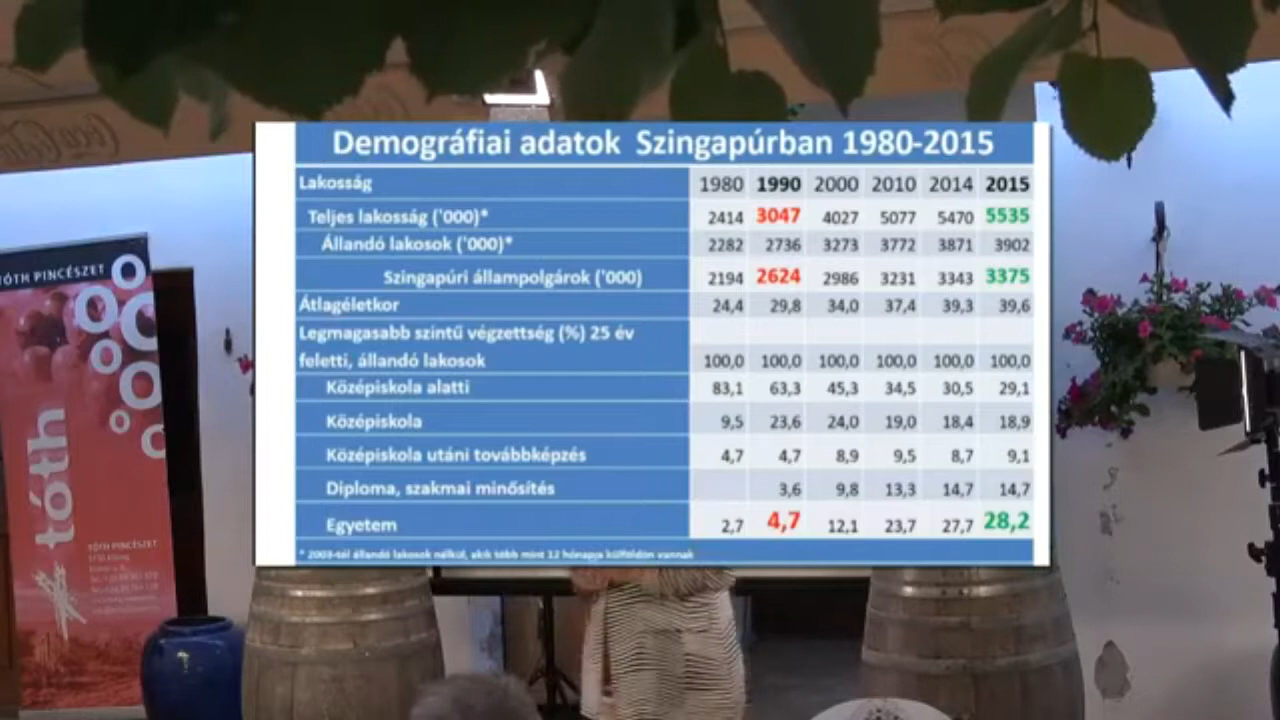 Demográfiai adatok Szingapúrban 1980-2015
Lakosság 1980 1990 2000 2010 2014 2015
Teljes lakosság ('000)* 2414 3047 4027 5077 5470 5535
Állandó lakosok ('000)* 2282 2736 3273 3772 3871 3902
Szingapúri állampolgárok ('000) 2194 2624 2986 3231 3343 3375
Átlagéletkor 24,4 29,8 34,0 37,4 39,3 39,6
Legmagasabb szintű végzettség (%) 25 év
feletti, állandó lakosok 100,0 100,0 100,0 100,0 100,0 100,0
Középiskola alatti 83,1 63,3 45,3 34,5 30,5 29,1
Középiskola 9,5 23,6 24,0 19,0 18,4 18,9
Középiskola utáni továbbképzés 4,7 4,7 8,9 9,5 8,7 9,1
Diploma, szakmai minősítés 3,6 9,8 13,3 14,7 14,7
Egyetem 2,7 4,7 12,1 23,7 27,7 28,2
* 2003-tól állandó lakosok nélkül, akik több mint 12 hónapja külföldön vannak
TÓTH PINCÉSZET
tóth
TÓTH PINCÉSZET
Coca-Cola